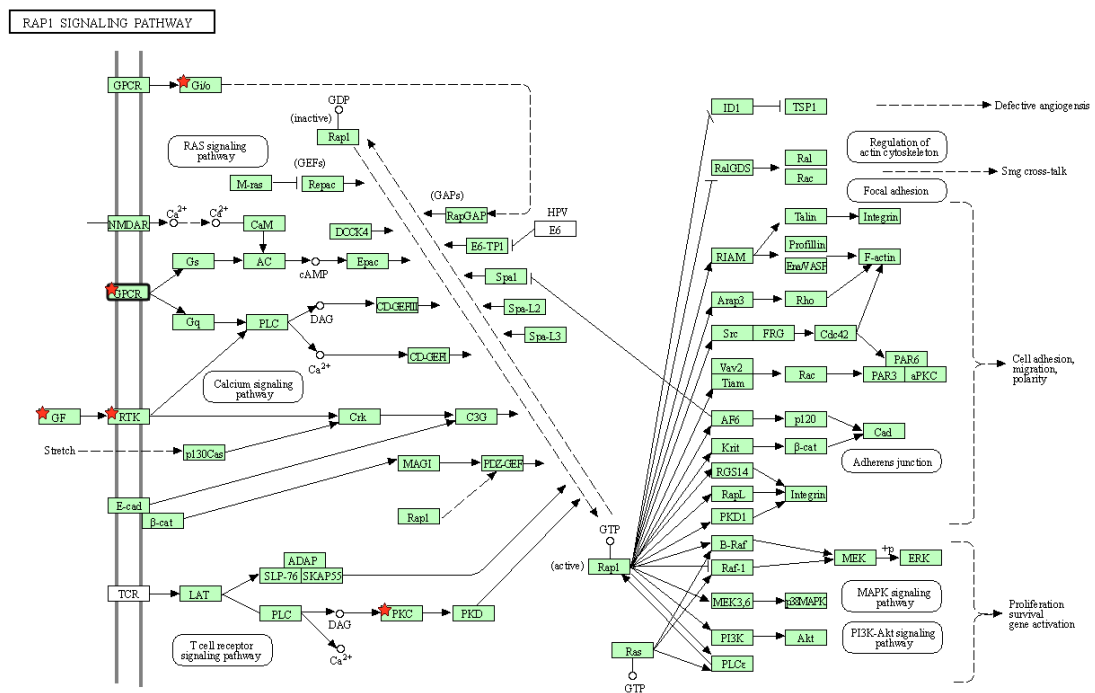 RAP1 SIGNALING PATHWAY
GPCR
Gi/o
GDP
(inactive)
Rap1
RAS signaling
pathway
(GEFs)
M-ras
Repac
(GAPs)
RapGAP
HPV
E6
NMDAR
Ca2+
Ca2+
CaM
DOCK4
E6-TP1
Gs
AC
cAMP
Epac
Spa1
GPCR
Gq
PLC
DAG
CD-GEFIII
Spa-L2
Spa-L3
Ca2+
CD-GEFI
Calcium signaling
pathway
GF
RTK
Crk
C3G
Stretch
p130Cas
MAGI
PDZ-GEF
E-cad
β-cat
Rap1
GTP
(active)
Rap1
ADAP
SLP-76
SKAP55
TCR
LAT
PLC
DAG
PKC
PKD
Ca2+
T cell receptor
signaling pathway
Ras
GTP
ID1
TSP1
Defective angiogensis
Regulation of
actin cytoskeleton
RalGDS
Ral
Rac
Smg cross-talk
Focal adhesion
Talin
Integrin
RIAM
Profillin
Ena/VASP
F-actin
Arap3
Rho
Src
FRG
Cdc42
PAR6
PAR3
aPKC
Vav2
Tiam
Rac
Cell adhesion,
migration,
polarity
AF6
p120
Cad
Krit
β-cat
Adherens junction
RGS14
RapL
Integrin
PKD1
B-Raf
Raf-1
MEK
+p
ERK
MEK3,6
p38MAPK
MAPK signaling
pathway
Proliferation
survival
gene activation
PI3K
Akt
PI3K-Akt signaling
pathway
PLCε